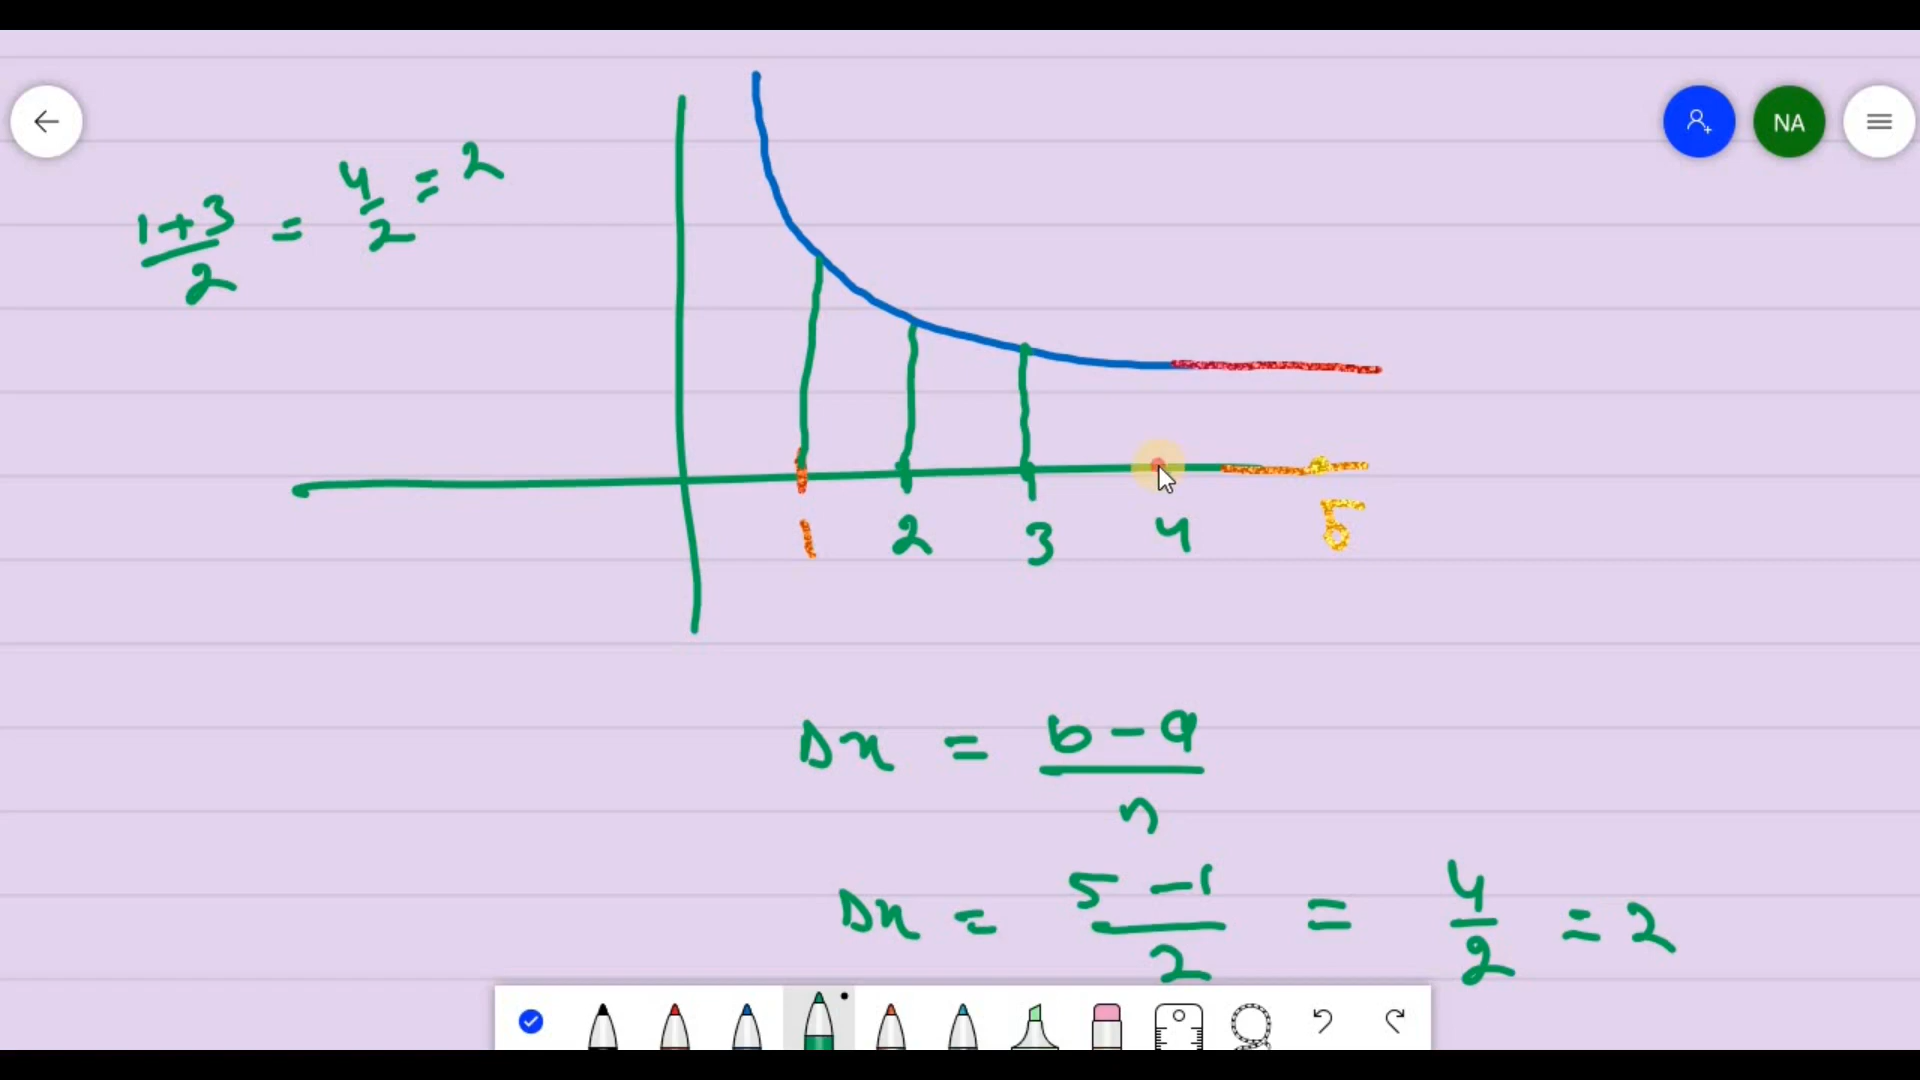 NA
1+3/2 = 4/2 = 2
1 2 3 4 5
Δx = b-a/n
Δx = 5-1/2 = 4/2 = 2